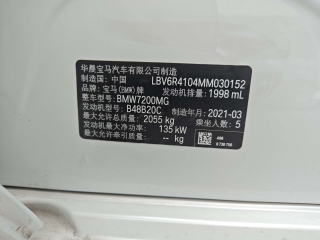 华晨宝马汽车有限公司制造
制造国: 中国 LBV6R4104MM030152
品牌: 宝马(BMW)牌 发动机排量: 1998 mL
整车型号: BMW7200MG
发动机型号: B48B20C 制造年月: 2021-03
最大允许总质量: 2055 kg 乘坐人数: 5
发动机最大净功率: 135 kW
最大允许牵引质量: -- kg